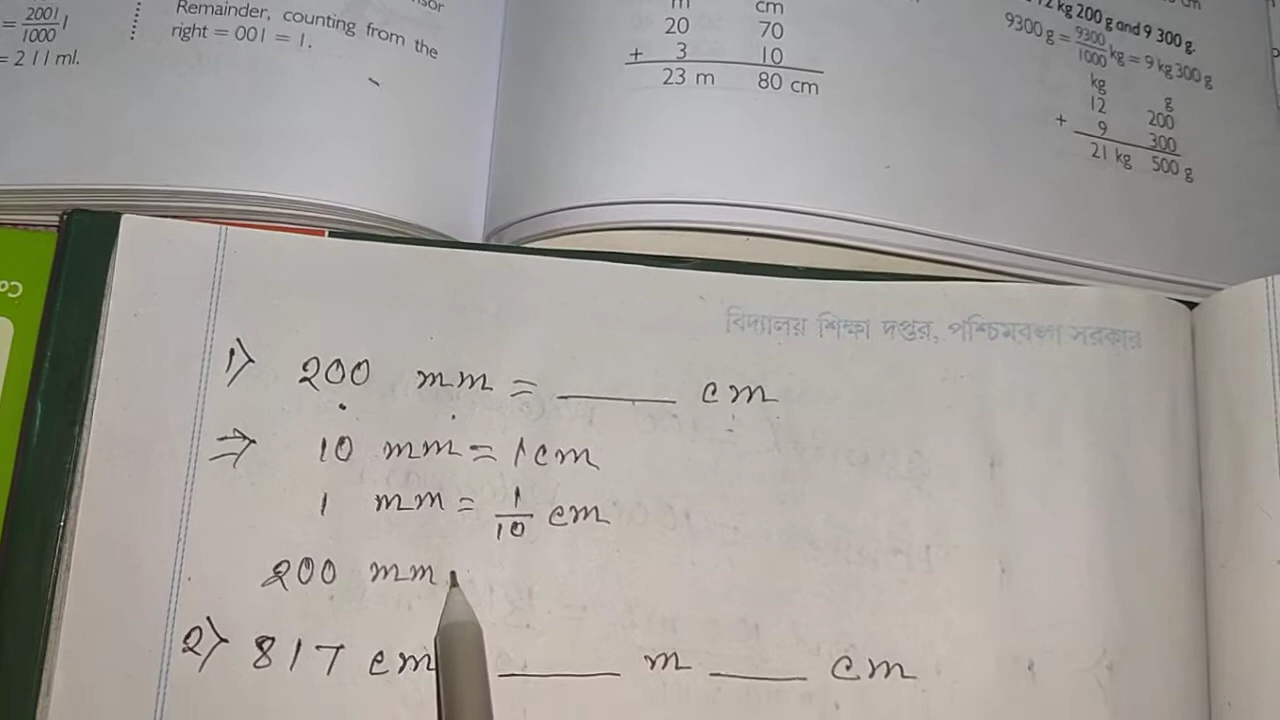 = 2001/1000 l
= 2 l 1 ml.
Remainder, counting from the
right = 001 = 1.
m cm
20 70
+ 3 10
23 m 80 cm
12 kg 200 g and 9 300 g.
9300 g = 9300/1000 kg = 9 kg 300 g
kg g
12 200
+ 9 300
21 kg 500 g
বিদ্যালয় শিক্ষা দপ্তর, পশ্চিমবঙ্গ সরকার
1) 200 mm = ____ cm
⇒ 10 mm = 1 cm
1 mm = 1/10 cm
200 mm
2) 817 cm ____ m ____ cm